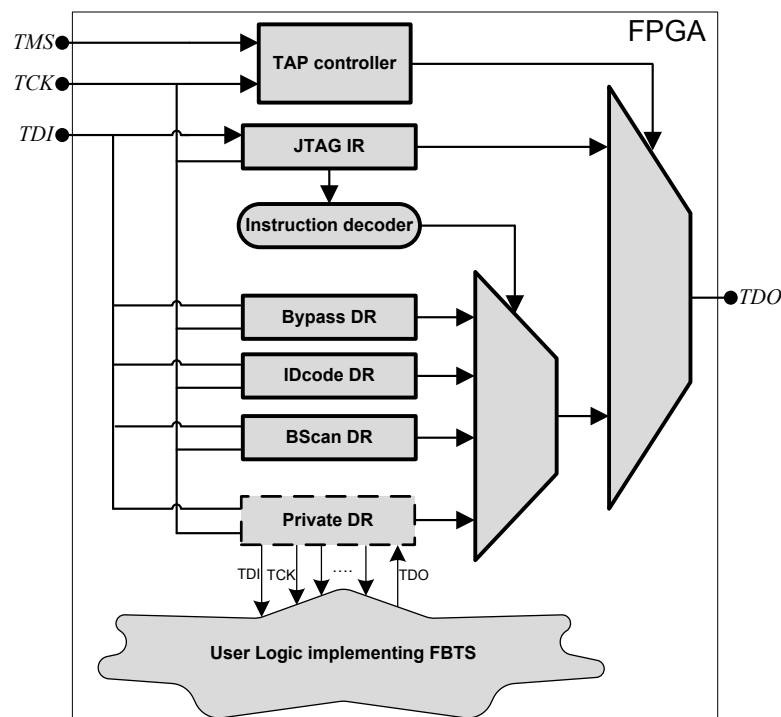 FPGA
TMS
TAP controller
TCK
TDI
JTAG IR
Instruction decoder
Bypass DR
TDO
IDcode DR
BScan DR
Private DR
TDI TCK .... TDO
User Logic implementing FBTS